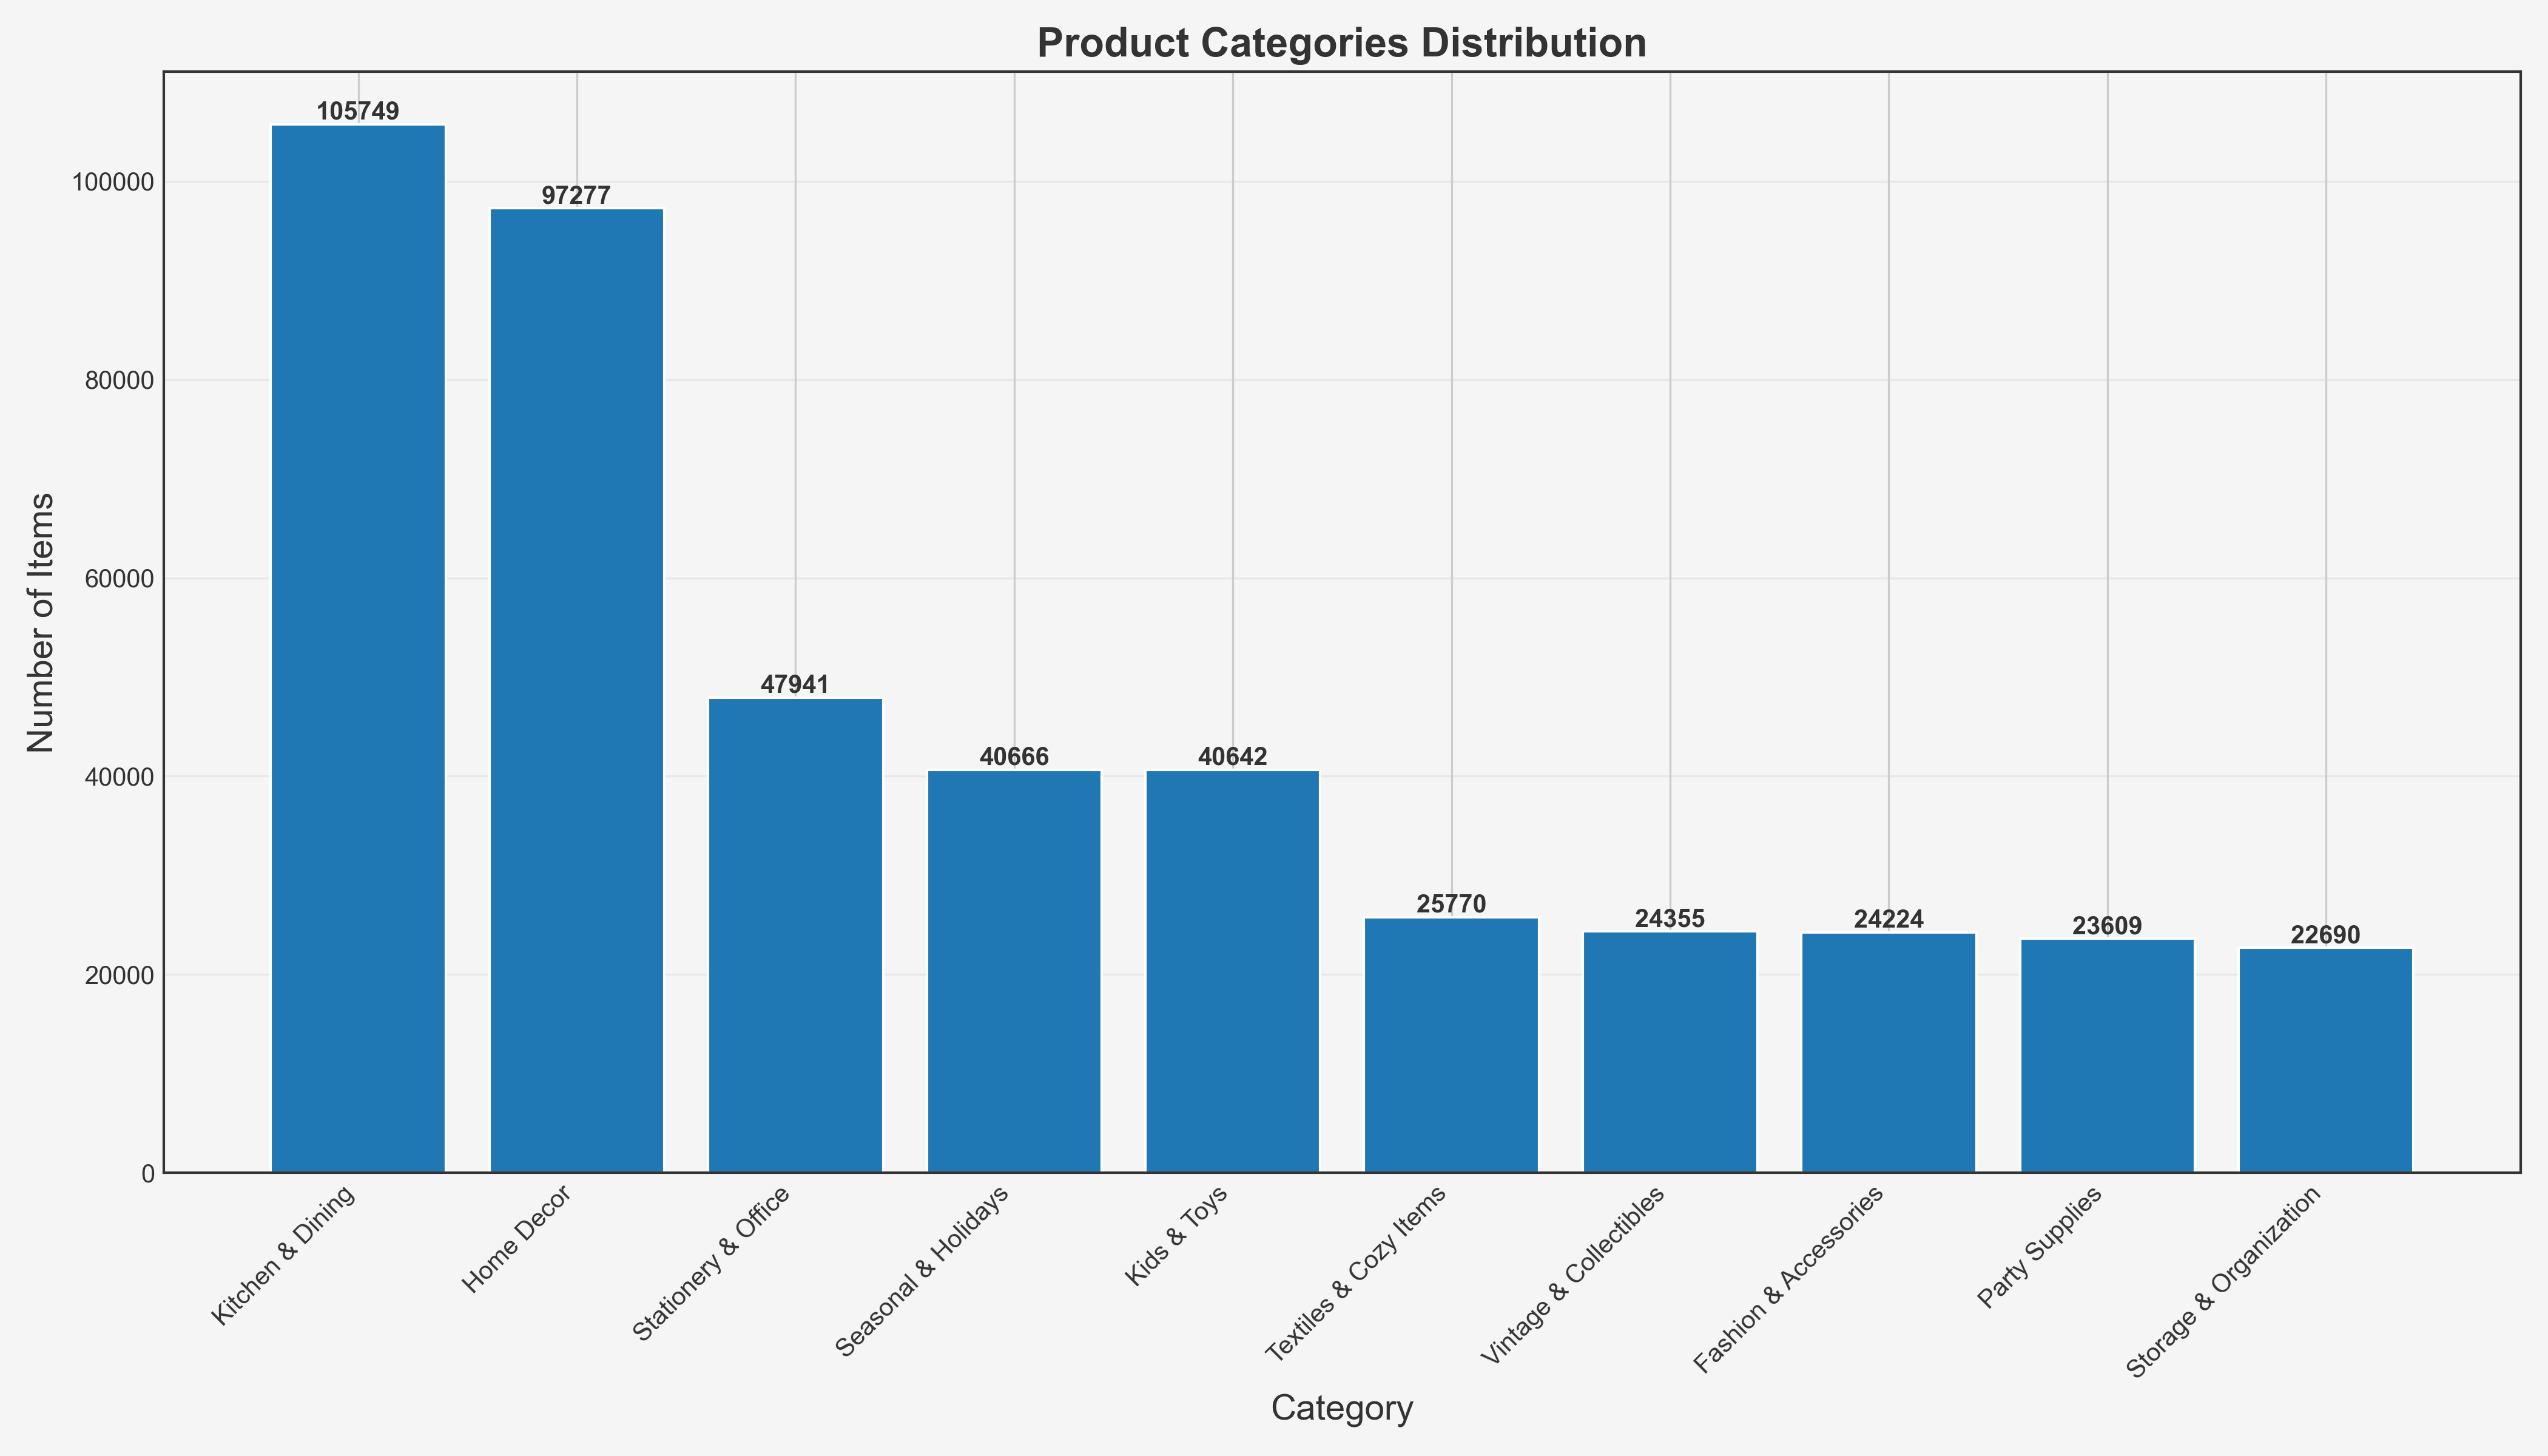 Product Categories Distribution
105749
97277
47941
40666
40642
25770
24355
24224
23609
22690
100000
80000
60000
40000
20000
0
Number of Items
Kitchen & Dining
Home Decor
Stationery & Office
Seasonal & Holidays
Kids & Toys
Textiles & Cozy Items
Vintage & Collectibles
Fashion & Accessories
Party Supplies
Storage & Organization
Category